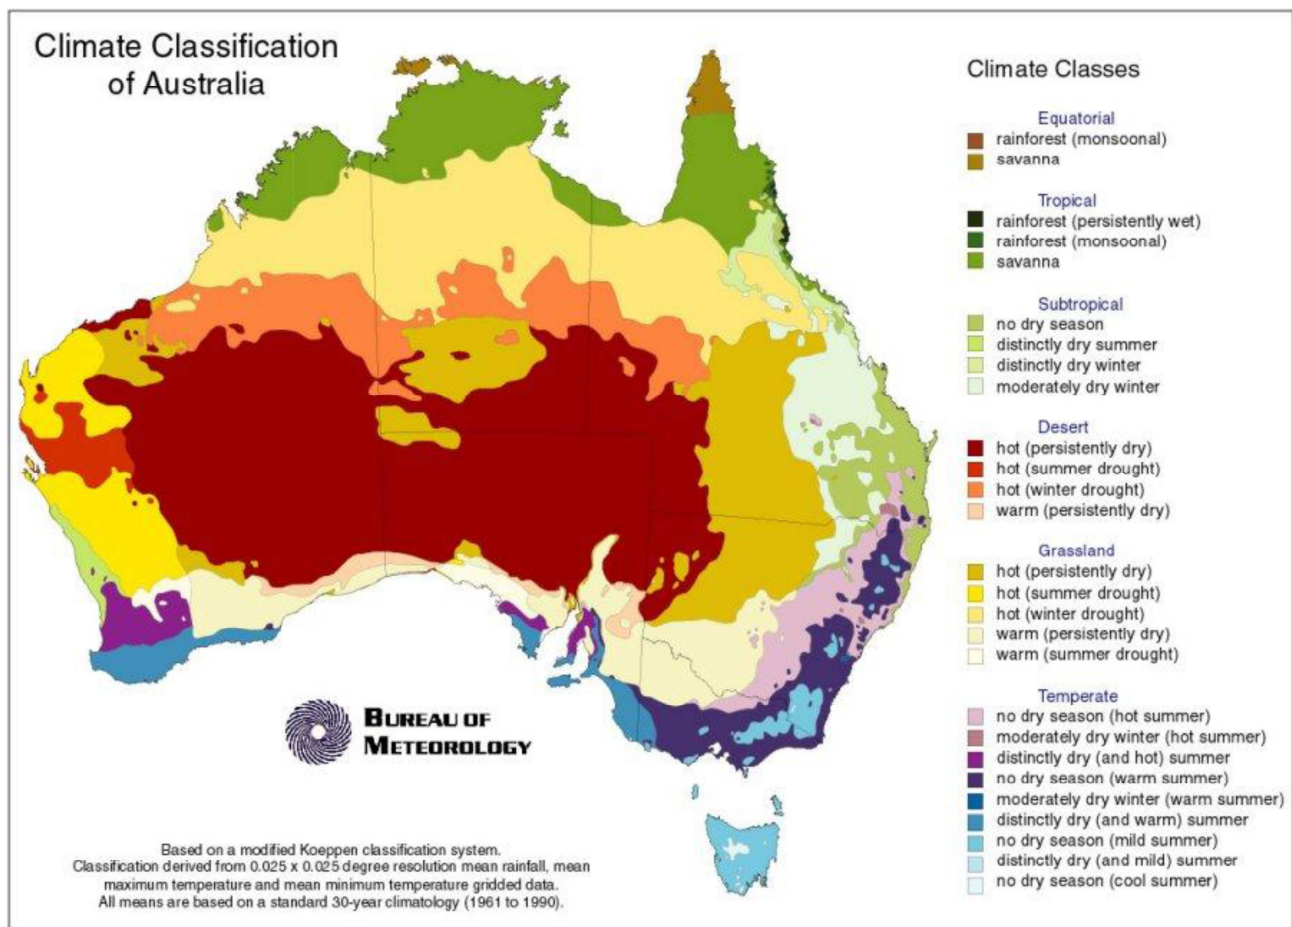 Climate Classification
of Australia
Climate Classes
Equatorial
rainforest (monsoonal)
savanna
Tropical
rainforest (persistently wet)
rainforest (monsoonal)
savanna
Subtropical
no dry season
distinctly dry summer
distinctly dry winter
moderately dry winter
Desert
hot (persistently dry)
hot (summer drought)
hot (winter drought)
warm (persistently dry)
Grassland
hot (persistently dry)
hot (summer drought)
hot (winter drought)
warm (persistently dry)
warm (summer drought)
Temperate
no dry season (hot summer)
moderately dry winter (hot summer)
distinctly dry (and hot) summer
no dry season (warm summer)
moderately dry winter (warm summer)
distinctly dry (and warm) summer
no dry season (mild summer)
distinctly dry (and mild) summer
no dry season (cool summer)
BUREAU OF
METEOROLOGY
Based on a modified Koeppen classification system.
Classification derived from 0.025 x 0.025 degree resolution mean rainfall, mean
maximum temperature and mean minimum temperature gridded data.
All means are based on a standard 30-year climatology (1961 to 1990).